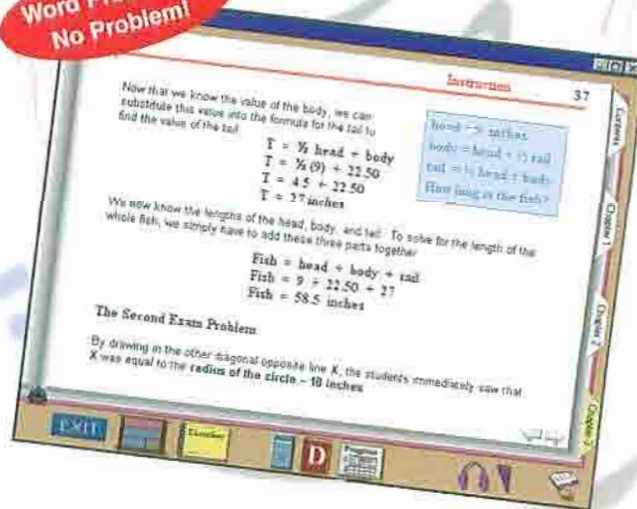 Word
No Problem!
Instruction
37
Now that we know the value of the body, we can
substitute this value into the formula for the tail to
find the value of the tail
T = ½ head + body
T = ½ (9) + 22.50
T = 4.5 + 22.50
T = 27 inches
head = 9 inches
body = head + ½ tail
tail = ½ head + body
How long is the fish?
We now know the lengths of the head, body, and tail. To solve for the length of the
whole fish, we simply have to add these three parts together
Fish = head + body + tail
Fish = 9 + 22.50 + 27
Fish = 58.5 inches
The Second Exam Problem
By drawing in the other diagonal opposite line X, the students immediately saw that
X was equal to the radius of the circle - 10 inches
Chapter 1
Chapter 2
Chapter 3
EXIT
D